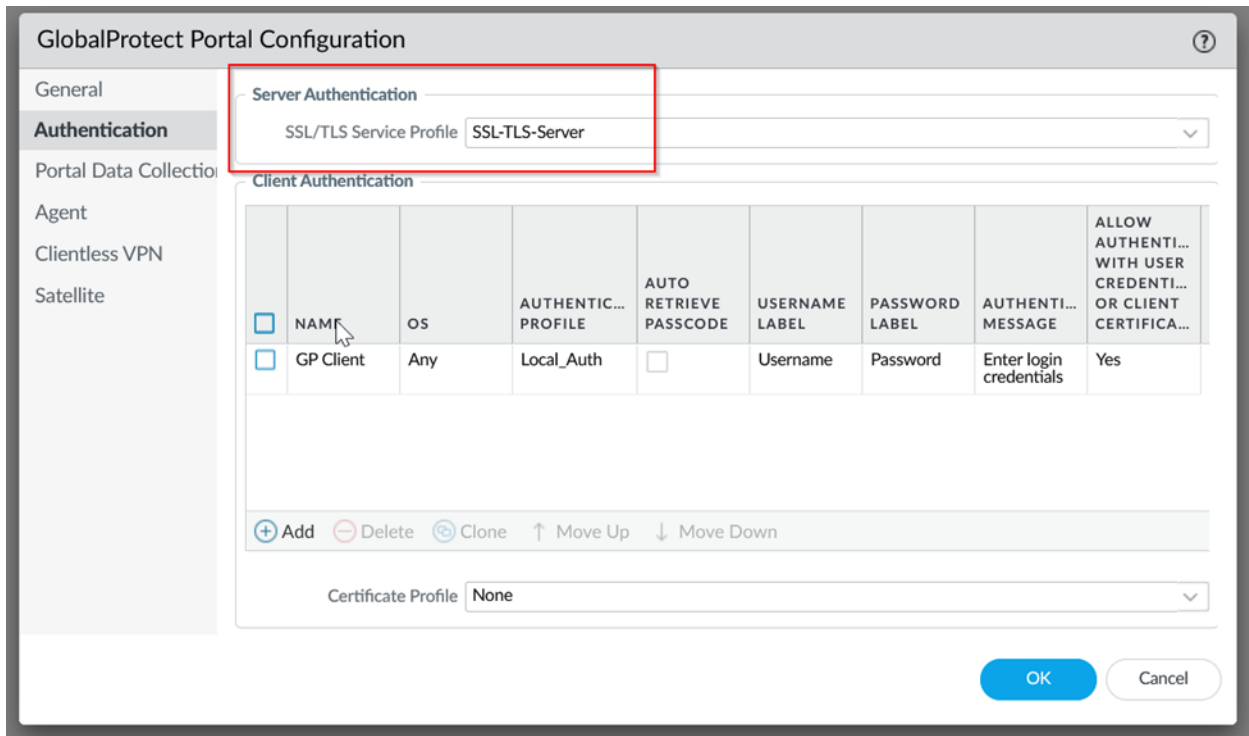 GlobalProtect Portal Configuration
General
Authentication
Portal Data Collection
Agent
Clientless VPN
Satellite
Server Authentication
SSL/TLS Service Profile SSL-TLS-Server
Client Authentication
NAME
OS
AUTHENTIC...
PROFILE
AUTO
RETRIEVE
PASSCODE
USERNAME
LABEL
PASSWORD
LABEL
AUTHENTI...
MESSAGE
ALLOW
AUTHENTI...
WITH USER
CREDENTI...
OR CLIENT
CERTIFICA...
GP Client
Any
Local_Auth
Username
Password
Enter login
credentials
Yes
Add Delete Clone Move Up Move Down
Certificate Profile None
OK Cancel